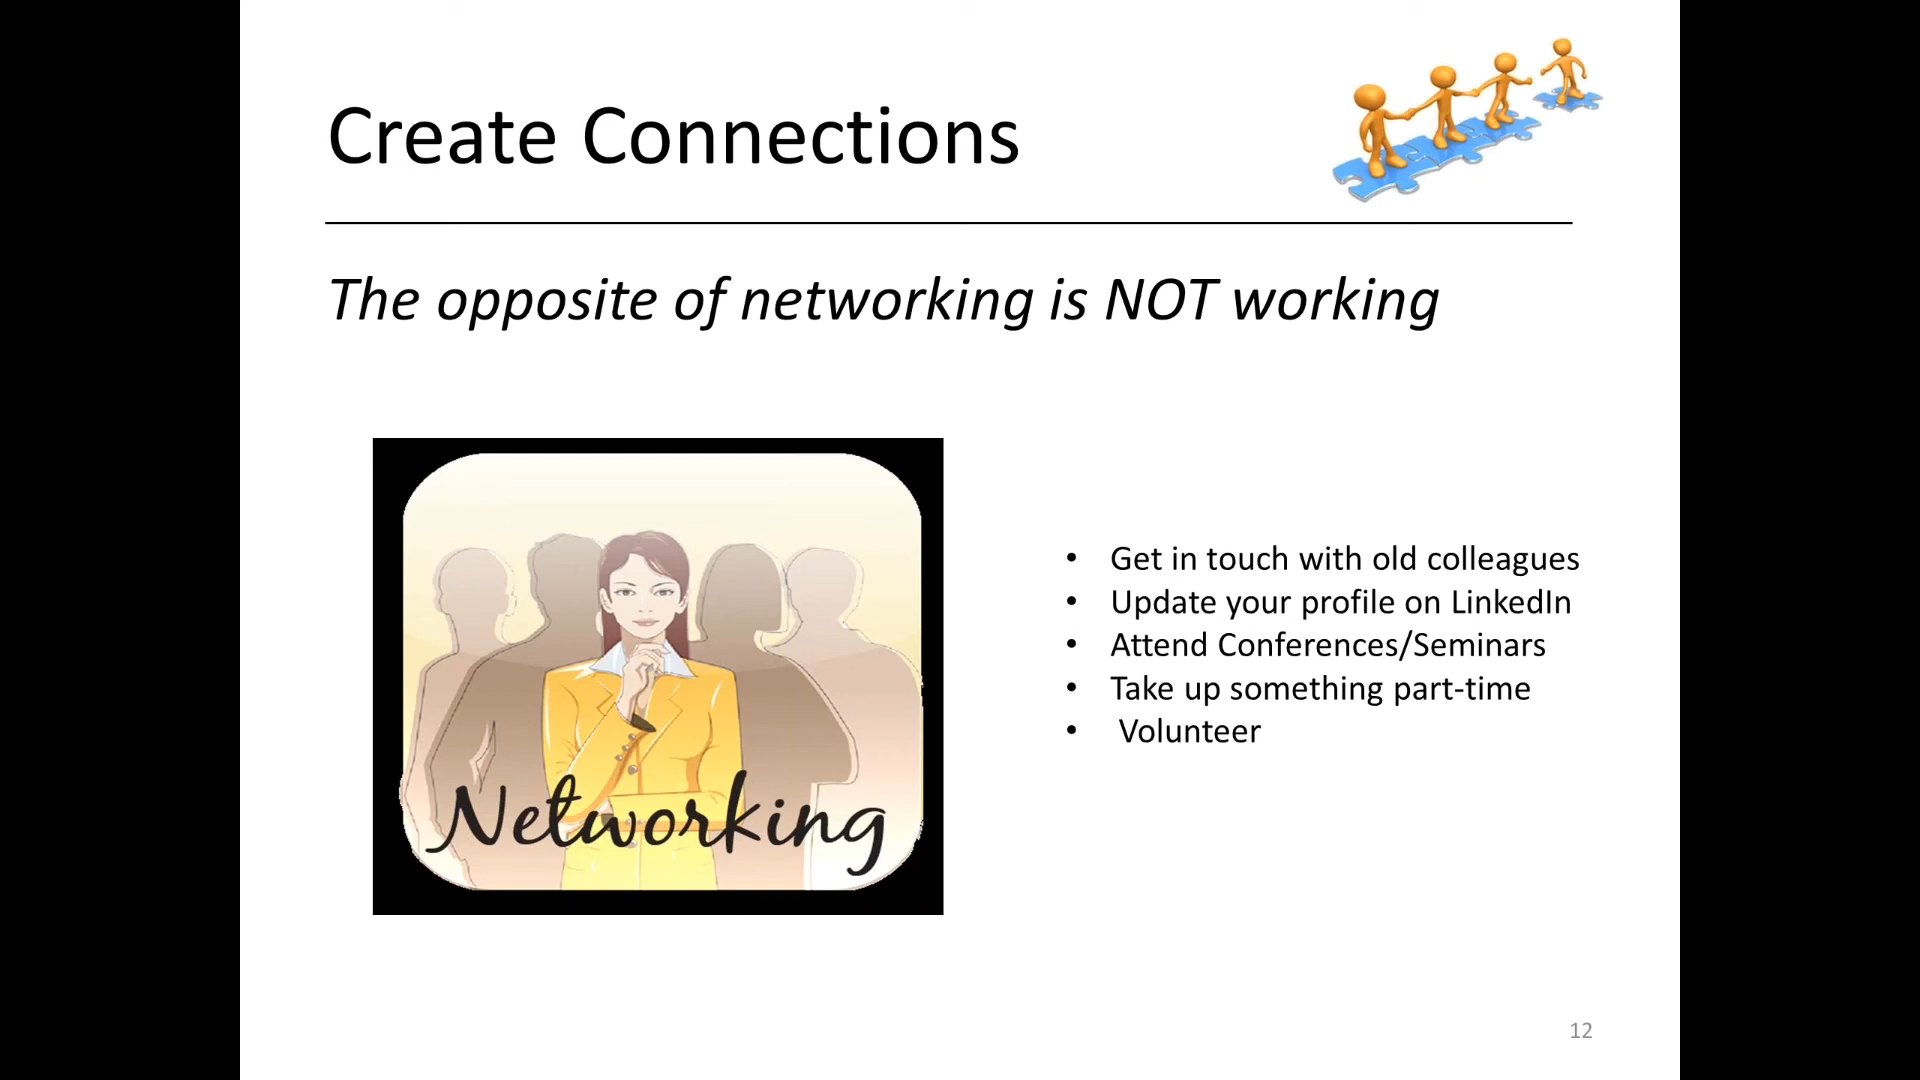 Create Connections
The opposite of networking is NOT working
Networking
• Get in touch with old colleagues
• Update your profile on LinkedIn
• Attend Conferences/Seminars
• Take up something part-time
• Volunteer
12